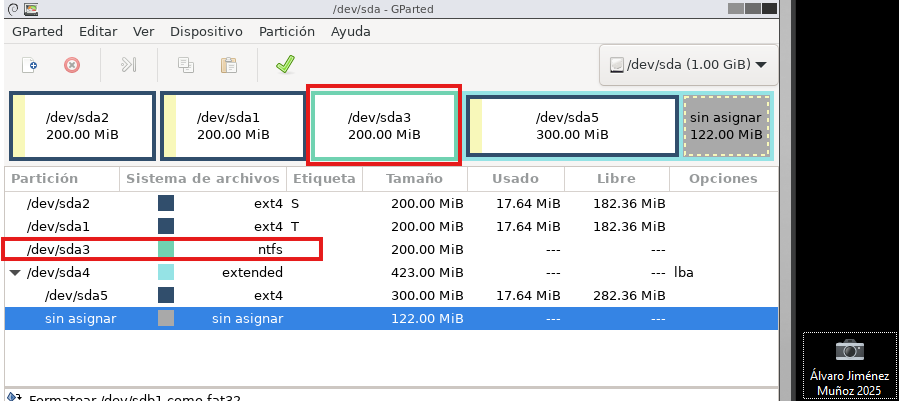 /dev/sda - GParted
GParted Editar Ver Dispositivo Partición Ayuda
/dev/sda (1.00 GiB)
/dev/sda2
200.00 MiB
/dev/sda1
200.00 MiB
/dev/sda3
200.00 MiB
/dev/sda5
300.00 MiB
sin asignar
122.00 MiB
Partición Sistema de archivos Etiqueta Tamaño Usado Libre Opciones
/dev/sda2 ext4 S 200.00 MiB 17.64 MiB 182.36 MiB
/dev/sda1 ext4 T 200.00 MiB 17.64 MiB 182.36 MiB
/dev/sda3 ntfs 200.00 MiB --- ---
/dev/sda4 extended 423.00 MiB --- --- lba
/dev/sda5 ext4 300.00 MiB 17.64 MiB 282.36 MiB
sin asignar sin asignar 122.00 MiB --- ---
Formatear /dev/sdb1 como fat32
Álvaro Jiménez
Muñoz 2025